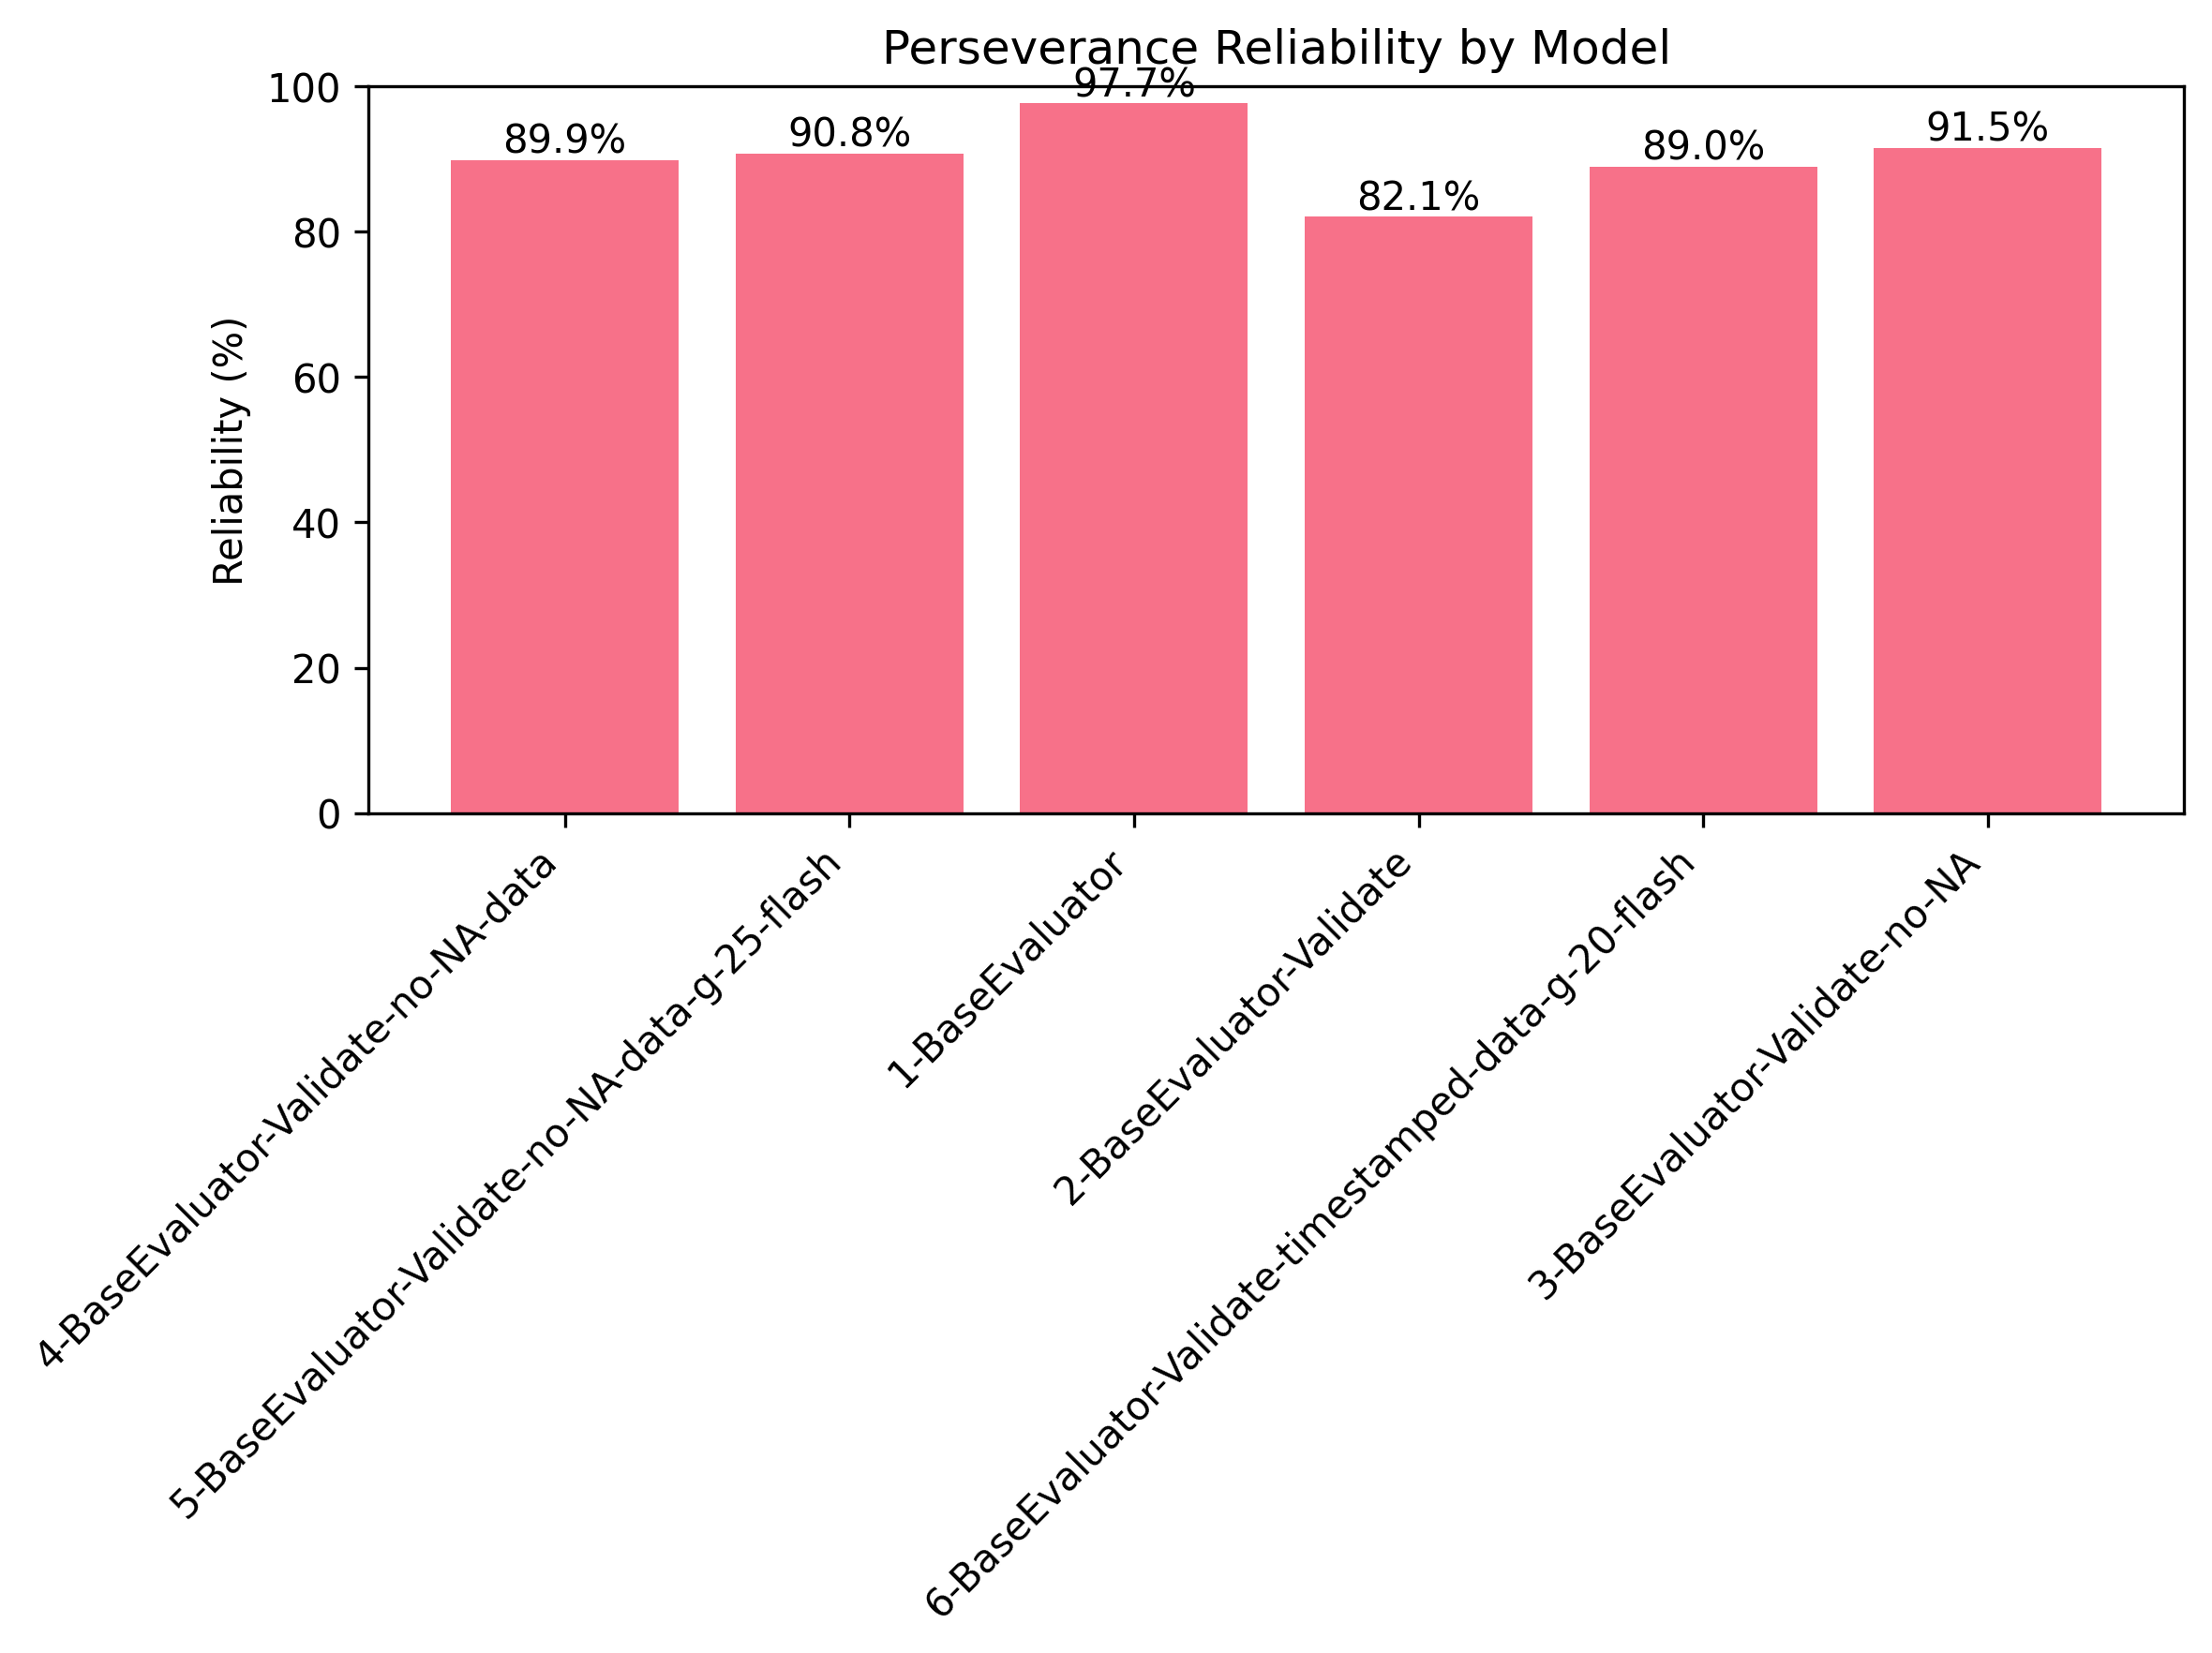 Perseverance Reliability by Model
97.7%
89.9%
90.8%
82.1%
89.0%
91.5%
Reliability (%)
100
80
60
40
20
0
4-BaseEvaluator-Validate-no-NA-data
5-BaseEvaluator-Validate-no-NA-data-g-25-flash
1-BaseEvaluator
2-BaseEvaluator-Validate
6-BaseEvaluator-Validate-timestamped-data-g-20-flash
3-BaseEvaluator-Validate-no-NA